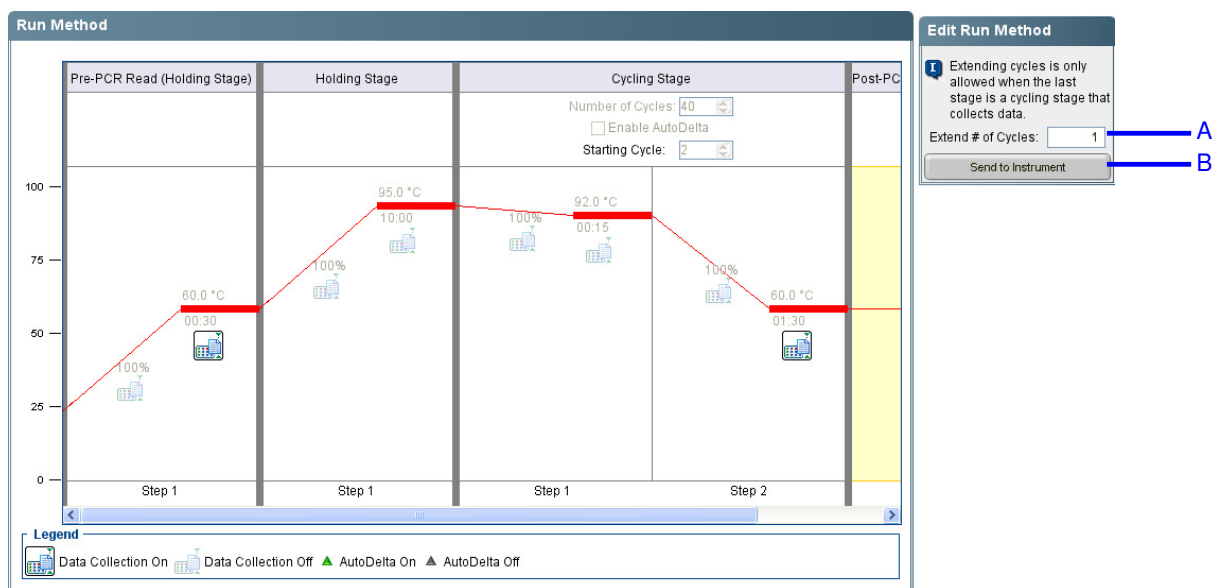 Run Method
Pre-PCR Read (Holding Stage)
Holding Stage
Cycling Stage
Post-PC
Number of Cycles: 40
Enable AutoDelta
Starting Cycle: 2
100
75
50
25
0
60.0 °C
00:30
100%
95.0 °C
10:00
100%
92.0 °C
100%
00:15
100%
60.0 °C
01:30
Step 1
Step 1
Step 1
Step 2
Legend
Data Collection On
Data Collection Off
AutoDelta On
AutoDelta Off
Edit Run Method
Extending cycles is only
allowed when the last
stage is a cycling stage that
collects data.
Extend # of Cycles: 1
Send to Instrument
A
B